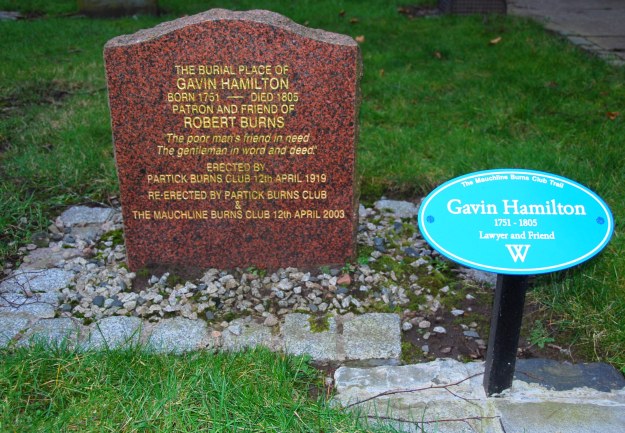 THE BURIAL PLACE OF
GAVIN HAMILTON
BORN 1751 — DIED 1805
PATRON AND FRIEND OF
ROBERT BURNS
"The poor man's friend in need
The gentleman in word and deed."
ERECTED BY
PARTICK BURNS CLUB 12th APRIL 1919
RE-ERECTED BY PARTICK BURNS CLUB
&
THE MAUCHLINE BURNS CLUB 12th APRIL 2003
The Mauchline Burns Club Trail
Gavin Hamilton
1751 - 1805
Lawyer and Friend
W